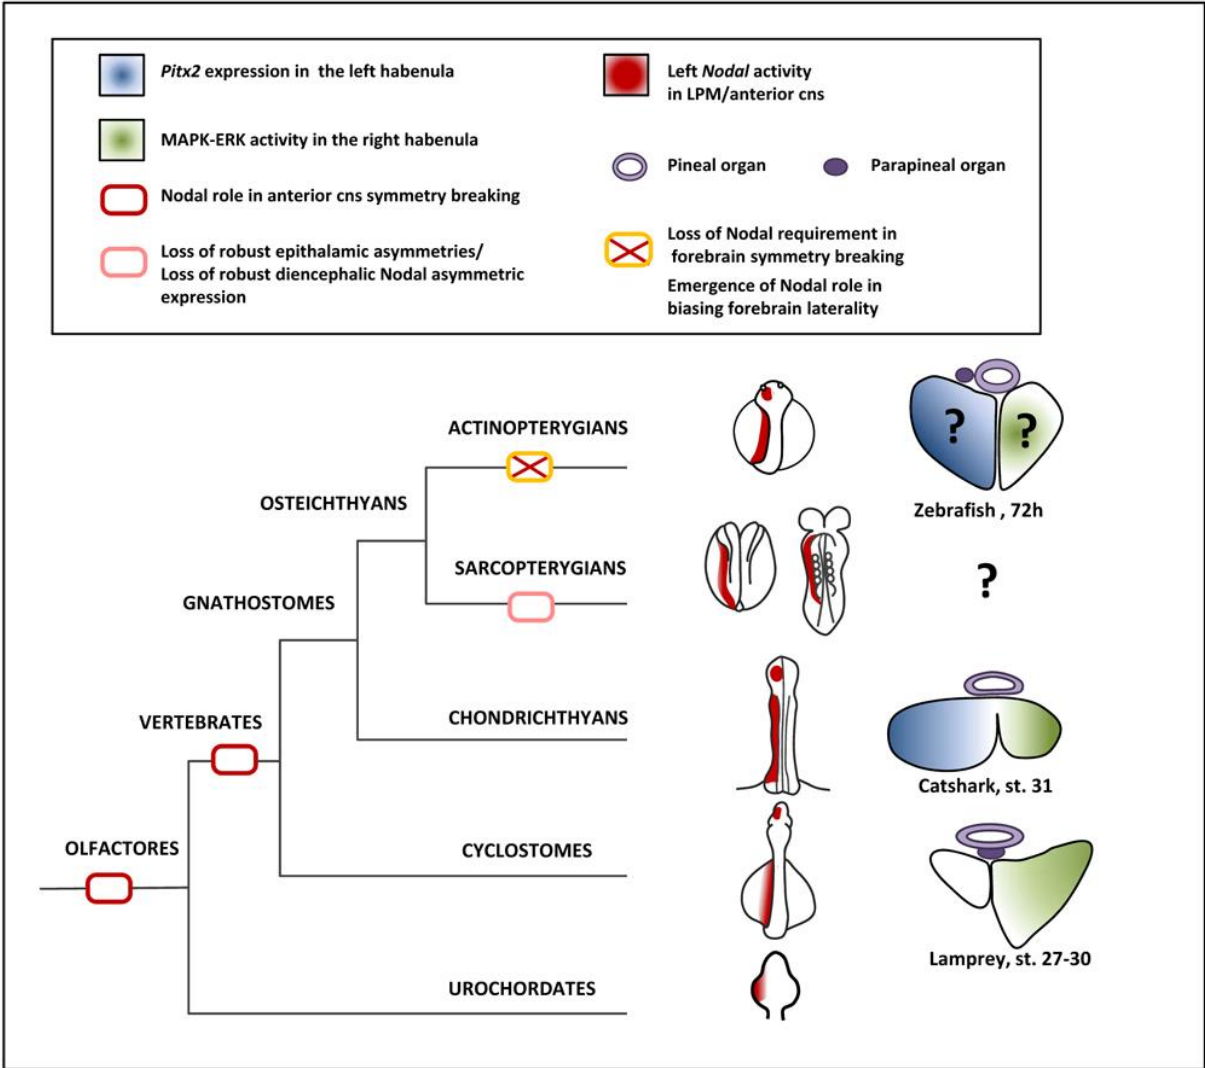 Pitx2 expression in the left habenula
MAPK-ERK activity in the right habenula
Nodal role in anterior cns symmetry breaking
Loss of robust epithalamic asymmetries/
Loss of robust diencephalic Nodal asymmetric
expression
Left Nodal activity
in LPM/anterior cns
Pineal organ
Parapineal organ
Loss of Nodal requirement in
forebrain symmetry breaking
Emergence of Nodal role in
biasing forebrain laterality
ACTINOPTERYGIANS
? ?
Zebrafish , 72h
OSTEICHTHYANS
SARCOPTERYGIANS
?
GNATHOSTOMES
VERTEBRATES
CHONDRICHTHYANS
Catshark, st. 31
OLFACTORES
CYCLOSTOMES
Lamprey, st. 27-30
UROCHORDATES